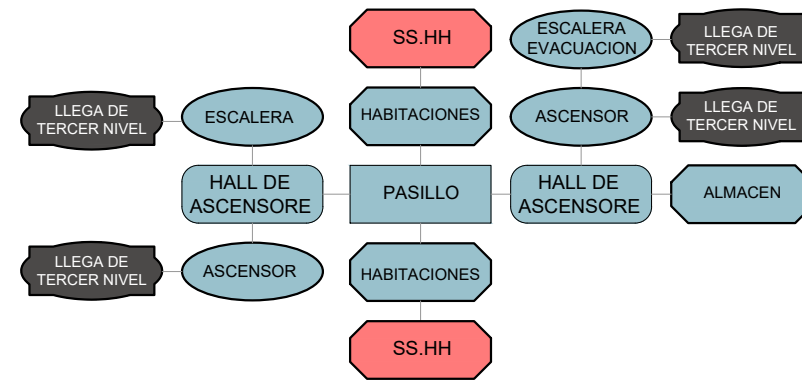 SS.HH
ESCALERA
EVACUACION
LLEGA DE
TERCER NIVEL
LLEGA DE
TERCER NIVEL
ESCALERA
HABITACIONES
ASCENSOR
LLEGA DE
TERCER NIVEL
HALL DE
ASCENSORE
PASILLO
HALL DE
ASCENSORE
ALMACEN
LLEGA DE
TERCER NIVEL
ASCENSOR
HABITACIONES
SS.HH